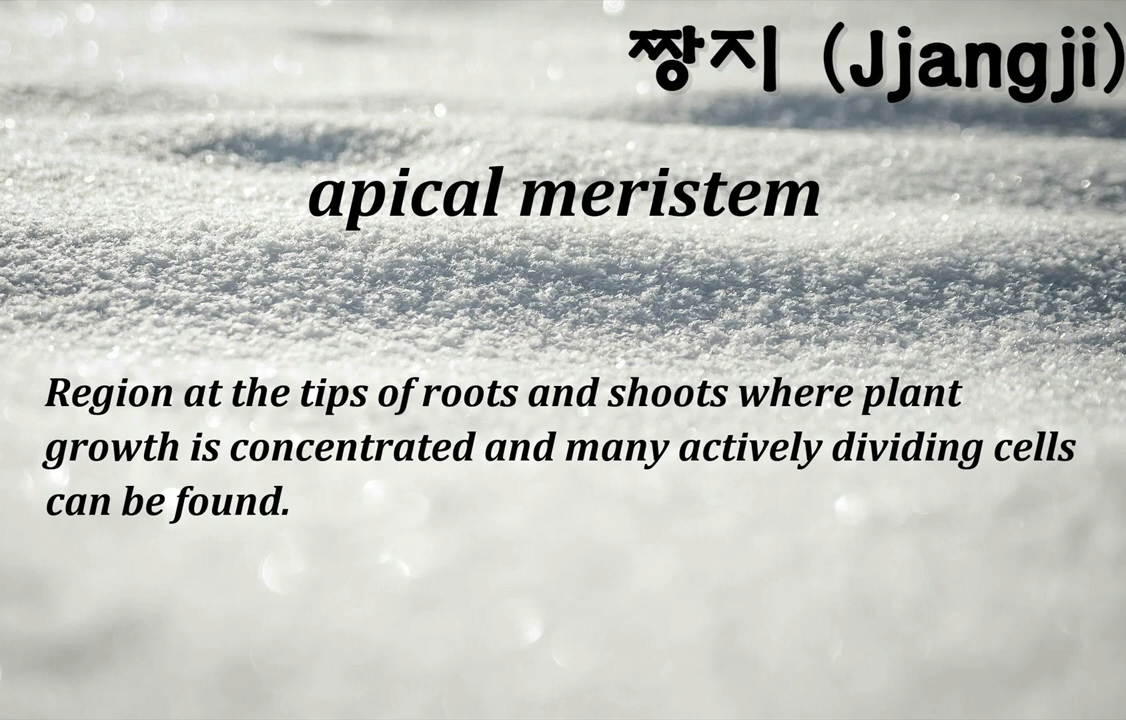 짱지 (Jjangji)
apical meristem
Region at the tips of roots and shoots where plant
growth is concentrated and many actively dividing cells
can be found.